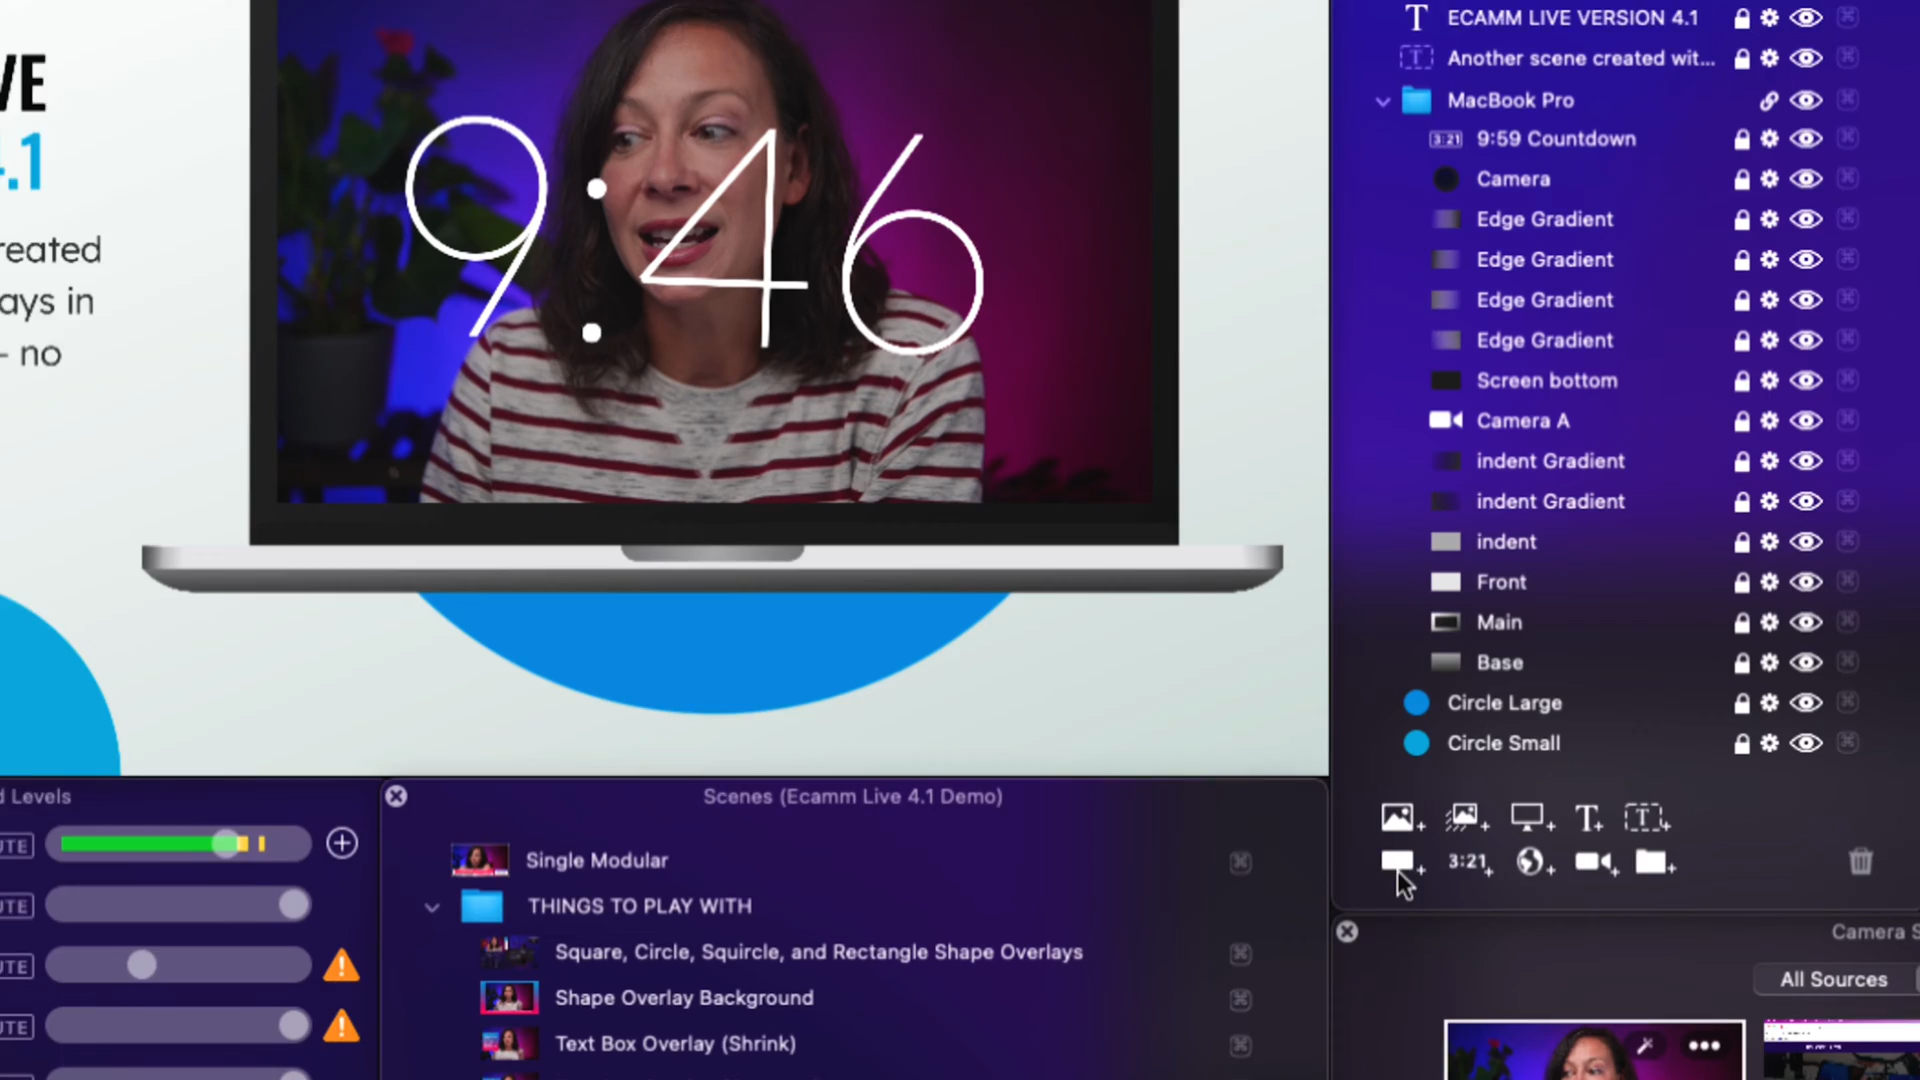 VE
4.1
reated
ays in
- no
9:46
ECAMM LIVE VERSION 4.1
Another scene created wit...
MacBook Pro
3:21 9:59 Countdown
Camera
Edge Gradient
Edge Gradient
Edge Gradient
Edge Gradient
Screen bottom
Camera A
indent Gradient
indent Gradient
indent
Front
Main
Base
Circle Large
Circle Small
3:21
d Levels
UTE
UTE
UTE
UTE
Scenes (Ecamm Live 4.1 Demo)
Single Modular
THINGS TO PLAY WITH
Square, Circle, Squircle, and Rectangle Shape Overlays
Shape Overlay Background
Text Box Overlay (Shrink)
Camera S
All Sources